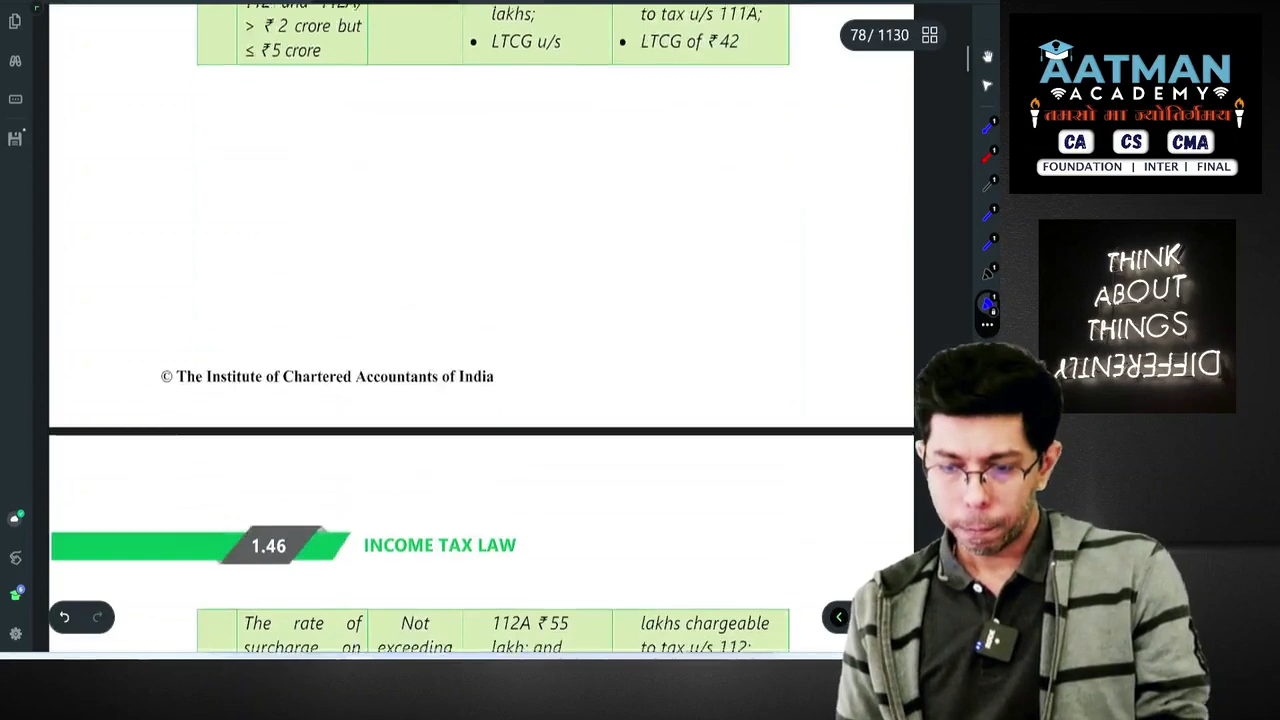 112 and 112A)
> ₹ 2 crore but
≤ ₹ 5 crore
lakhs;
• LTCG u/s
to tax u/s 111A;
• LTCG of ₹ 42
78 / 1130
© The Institute of Chartered Accountants of India
1.46
INCOME TAX LAW
The rate of
surcharge on
Not
exceeding
112A ₹ 55
lakh; and
lakhs chargeable
to tax u/s 112;
AATMAN
ACADEMY
तमसो मा ज्योतिर्गमय
CA CS CMA
FOUNDATION | INTER | FINAL
THINK
ABOUT
THINGS
DIFFERENTLY